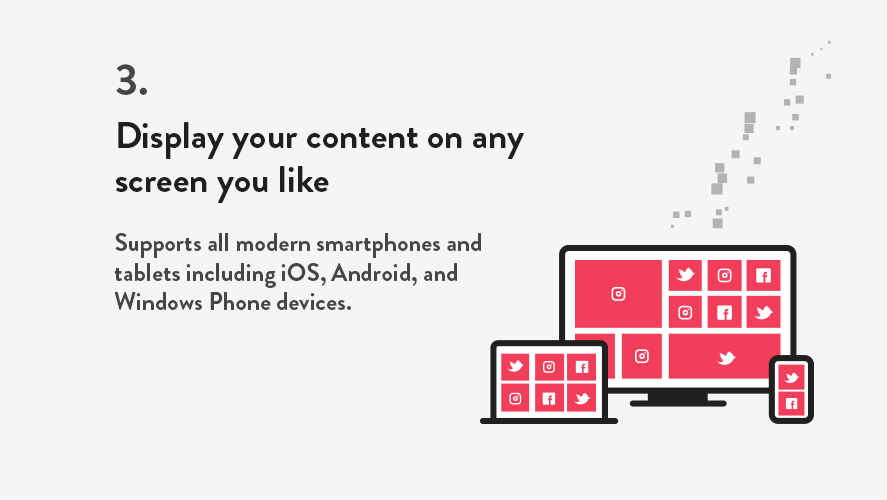 3.
Display your content on any
screen you like
Supports all modern smartphones and
tablets including iOS, Android, and
Windows Phone devices.